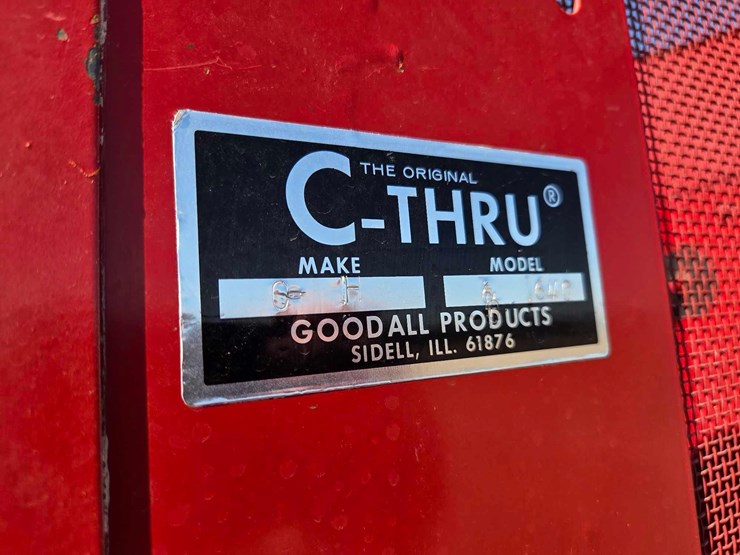 THE ORIGINAL
C-THRU®
MAKE MODEL
GOODALL PRODUCTS
SIDELL, ILL. 61876